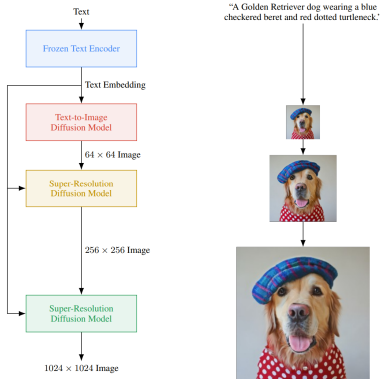 Text
Frozen Text Encoder
Text Embedding
Text-to-Image
Diffusion Model
64 × 64 Image
Super-Resolution
Diffusion Model
256 × 256 Image
Super-Resolution
Diffusion Model
1024 × 1024 Image
“A Golden Retriever dog wearing a blue
checkered beret and red dotted turtleneck.”